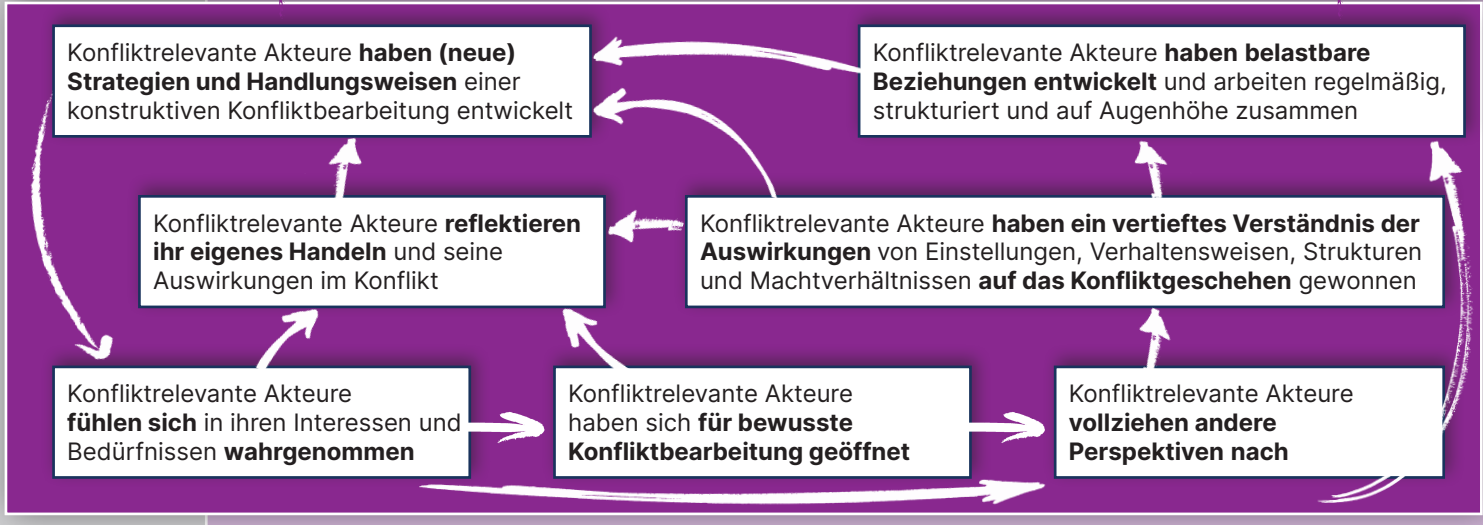 Konfliktrelevante Akteure haben (neue)
Strategien und Handlungsweisen einer
konstruktiven Konfliktbearbeitung entwickelt
Konfliktrelevante Akteure haben belastbare
Beziehungen entwickelt und arbeiten regelmäßig,
strukturiert und auf Augenhöhe zusammen
Konfliktrelevante Akteure reflektieren
ihr eigenes Handeln und seine
Auswirkungen im Konflikt
Konfliktrelevante Akteure haben ein vertieftes Verständnis der
Auswirkungen von Einstellungen, Verhaltensweisen, Strukturen
und Machtverhältnissen auf das Konfliktgeschehen gewonnen
Konfliktrelevante Akteure
fühlen sich in ihren Interessen und
Bedürfnissen wahrgenommen
Konfliktrelevante Akteure
haben sich für bewusste
Konfliktbearbeitung geöffnet
Konfliktrelevante Akteure
vollziehen andere
Perspektiven nach